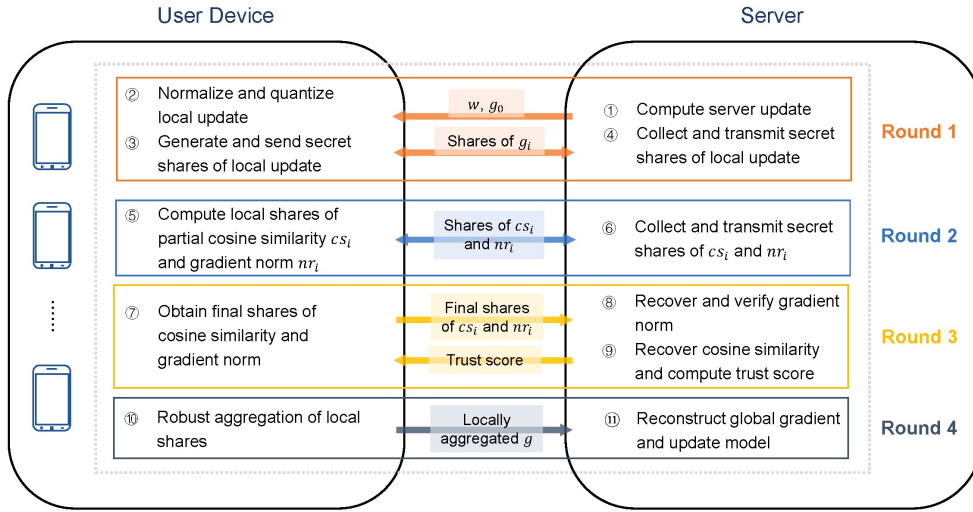 User Device
Server
② Normalize and quantize
local update
③ Generate and send secret
shares of local update
w, g₀
Shares of gᵢ
① Compute server update
④ Collect and transmit secret
shares of local update
Round 1
⑤ Compute local shares of
partial cosine similarity csᵢ
and gradient norm nrᵢ
Shares of csᵢ
and nrᵢ
⑥ Collect and transmit secret
shares of csᵢ and nrᵢ
Round 2
......
⑦ Obtain final shares of
cosine similarity and
gradient norm
Final shares
of csᵢ and nrᵢ
Trust score
⑧ Recover and verify gradient
norm
⑨ Recover cosine similarity
and compute trust score
Round 3
⑩ Robust aggregation of local
shares
Locally
aggregated g
⑪ Reconstruct global gradient
and update model
Round 4